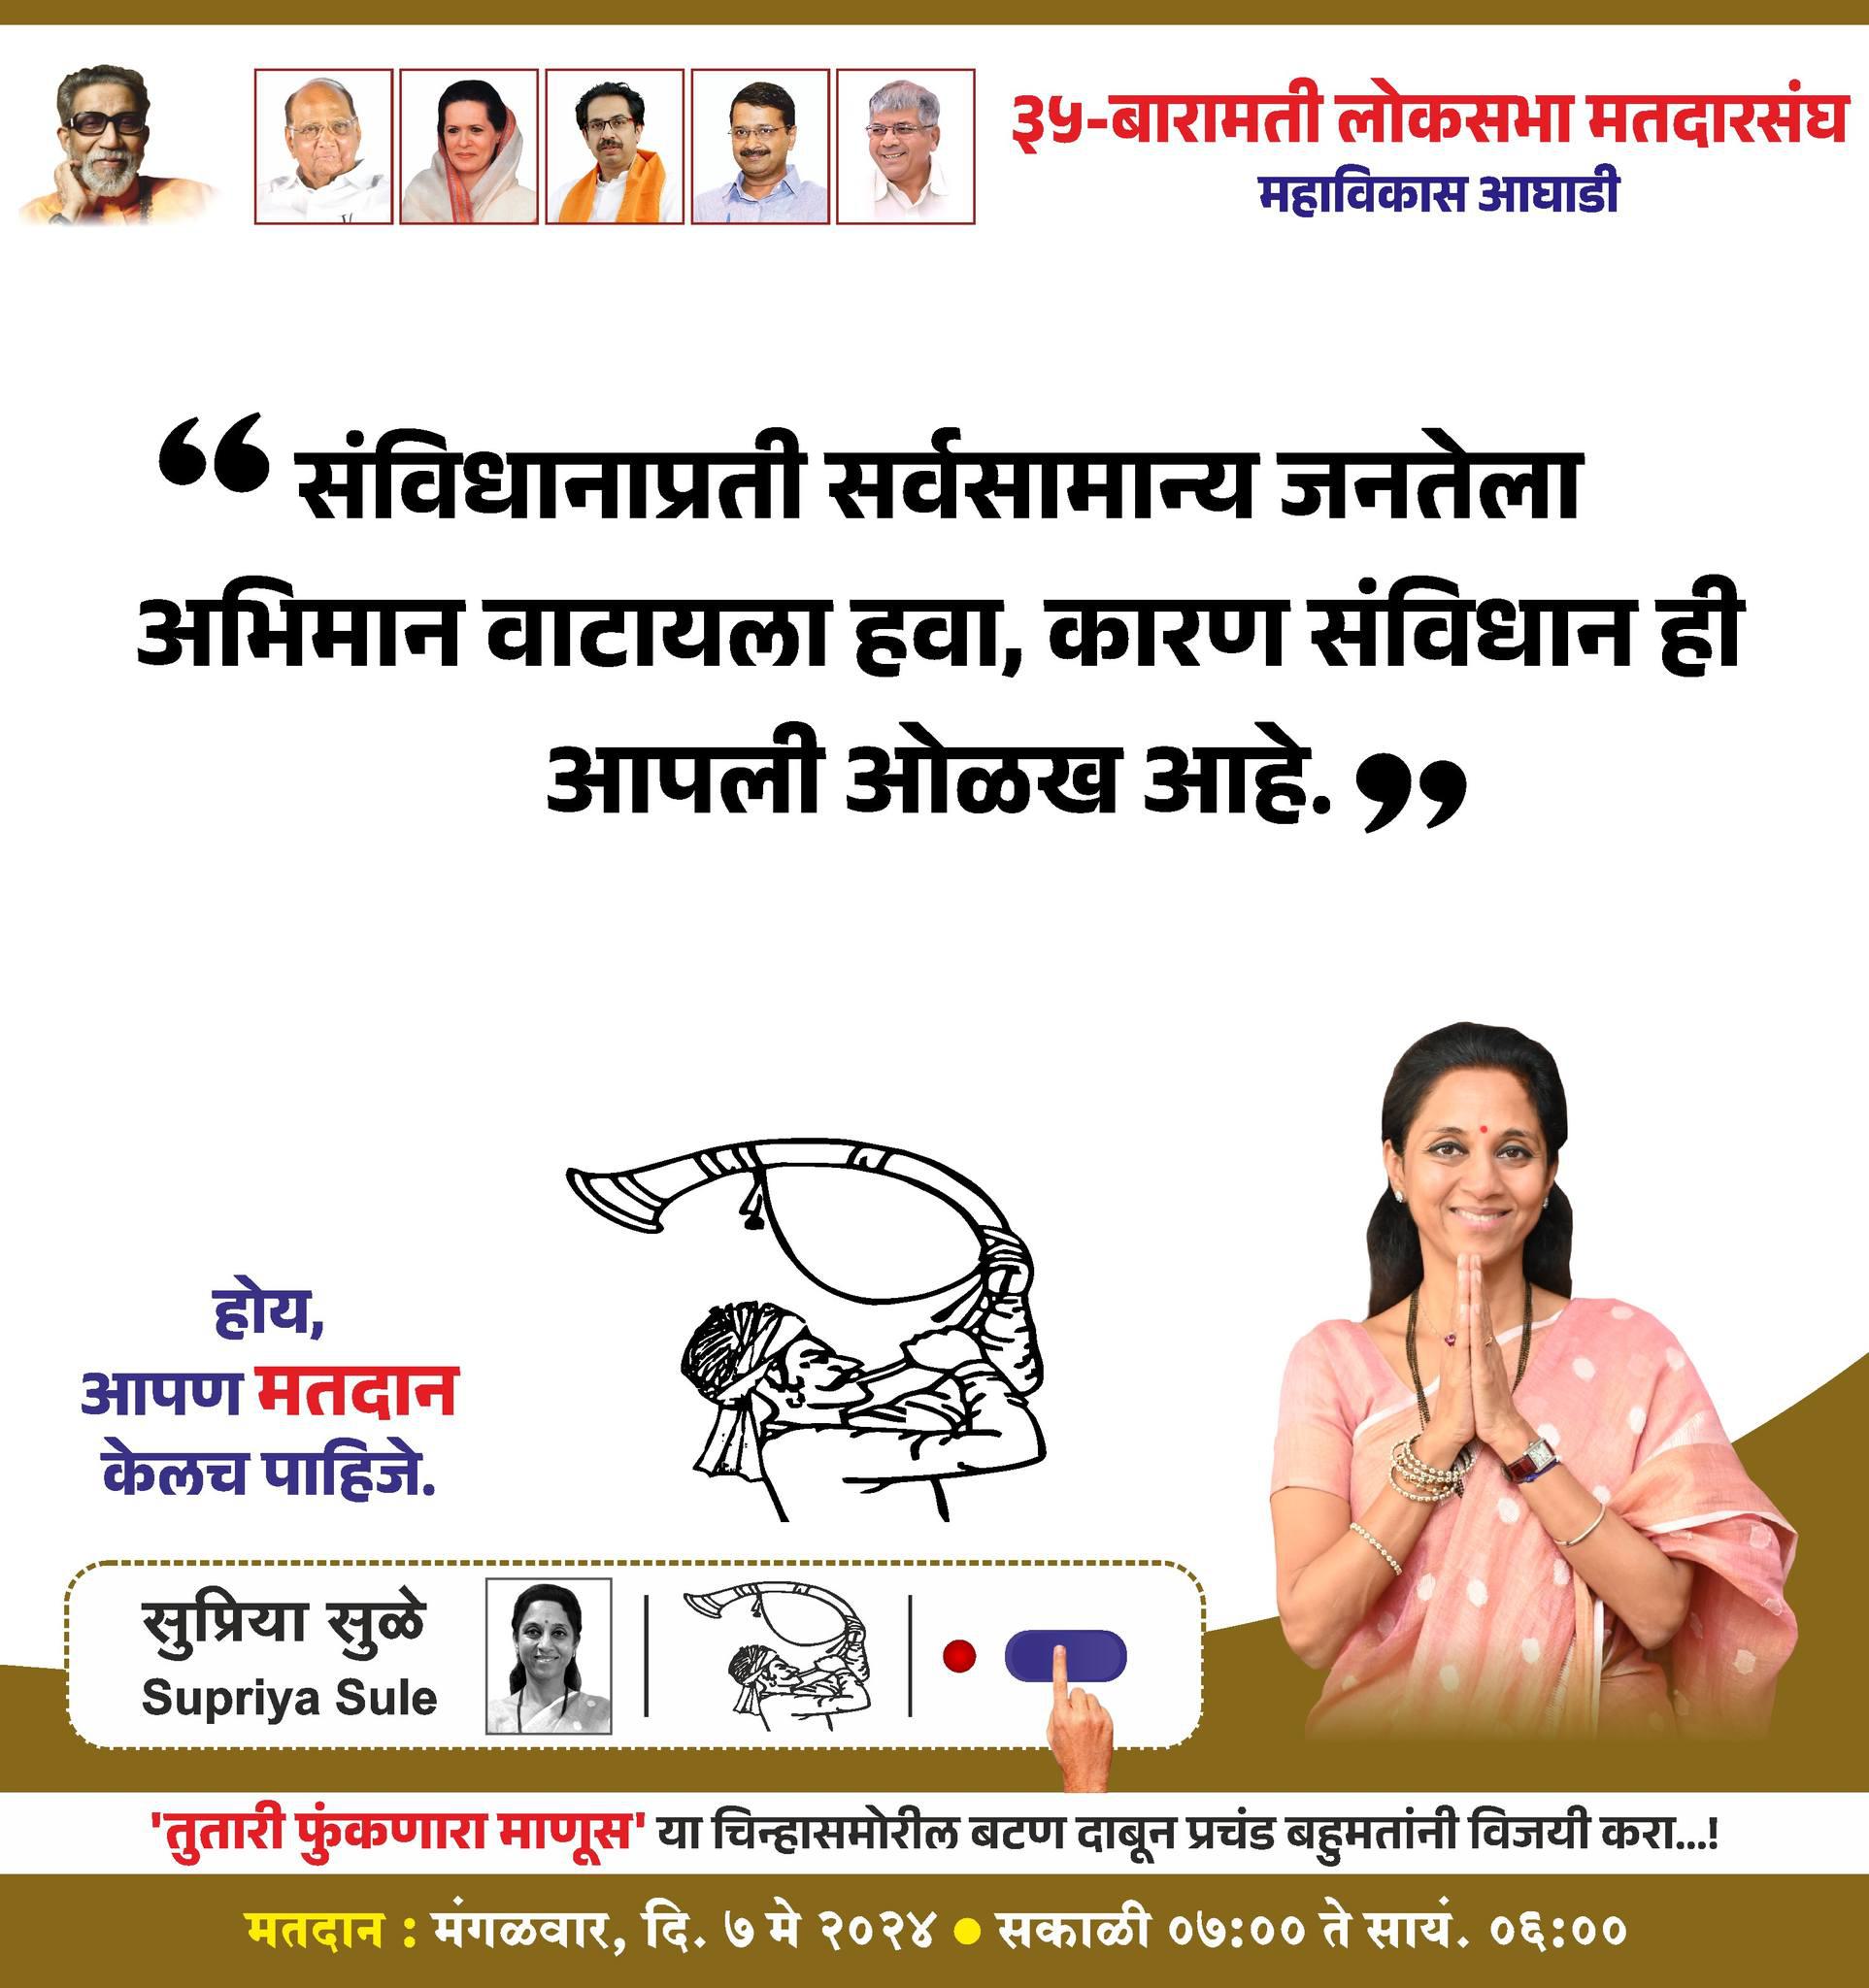 ३५-बारामती लोकसभा मतदारसंघ
महाविकास आघाडी
“ संविधानाप्रती सर्वसामान्य जनतेला
अभिमान वाटायला हवा, कारण संविधान ही
आपली ओळख आहे. ”
होय,
आपण मतदान
केलच पाहिजे.
सुप्रिया सुळे
Supriya Sule
'तुतारी फुंकणारा माणूस' या चिन्हासमोरील बटण दाबून प्रचंड बहुमतांनी विजयी करा...!
मतदान : मंगळवार, दि. ७ मे २०२४ ● सकाळी ०७:०० ते सायं. ०६:००